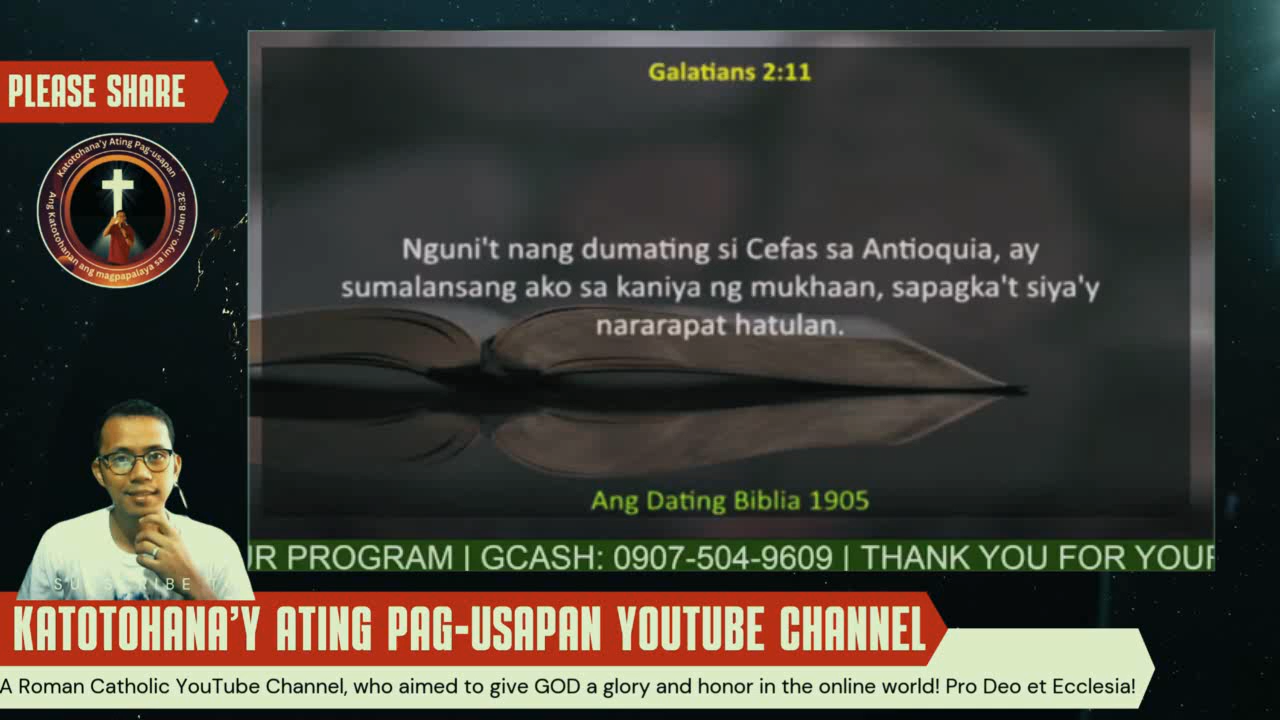 PLEASE SHARE
Katotohana'y Ating Pag-usapan
Ang Katotohanan ang magpapalaya sa inyo. Juan 8:32
Galatians 2:11
Nguni't nang dumating si Cefas sa Antioquia, ay
sumalansang ako sa kaniya ng mukhaan, sapagka't siya'y
nararapat hatulan.
Ang Dating Biblia 1905
UR PROGRAM | GCASH: 0907-504-9609 | THANK YOU FOR YOUR
KATOTOHANA'Y ATING PAG-USAPAN YOUTUBE CHANNEL
A Roman Catholic YouTube Channel, who aimed to give GOD a glory and honor in the online world! Pro Deo et Ecclesia!